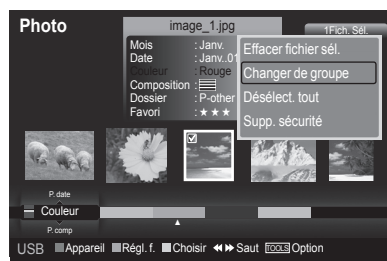 Photo
image_1.jpg
1Fich. Sél.
Mois : Janv.
Date : Janv..01
Couleur : Rouge
Composition :
Dossier : P-other
Favori : ★ ★ ★
Effacer fichier sél.
Changer de groupe
Désélect. tout
Supp. sécurité
P. date
Couleur
P. comp
USB Appareil Régl. f. Choisir Saut TOOLS Option